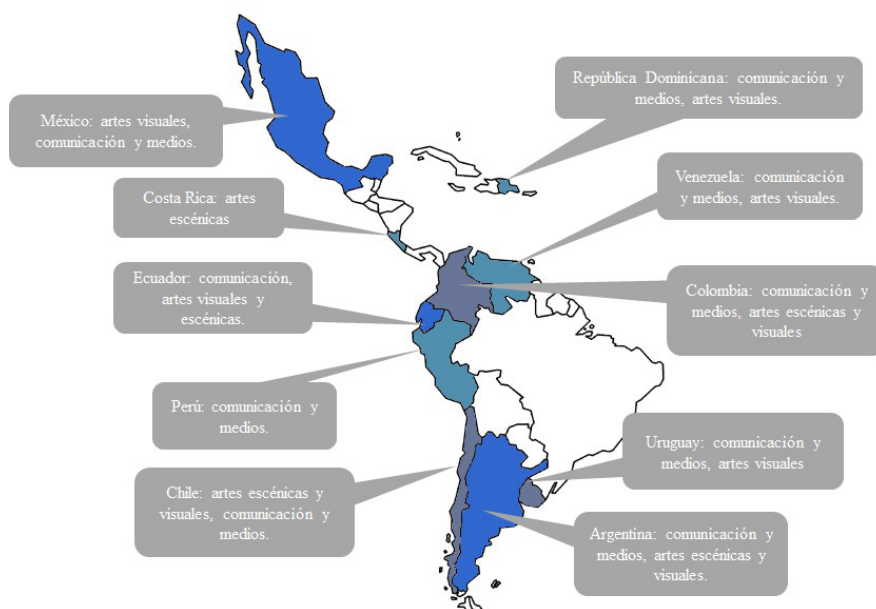 República Dominicana: comunicación y
medios, artes visuales.
México: artes visuales,
comunicación y medios.
Venezuela: comunicación
y medios, artes visuales.
Costa Rica: artes
escénicas
Ecuador: comunicación,
artes visuales y
escénicas.
Colombia: comunicación y
medios, artes escénicas y
visuales
Perú: comunicación y
medios.
Uruguay: comunicación y
medios, artes visuales
Chile: artes escénicas y
visuales, comunicación y
medios.
Argentina: comunicación y
medios, artes escénicas y
visuales.